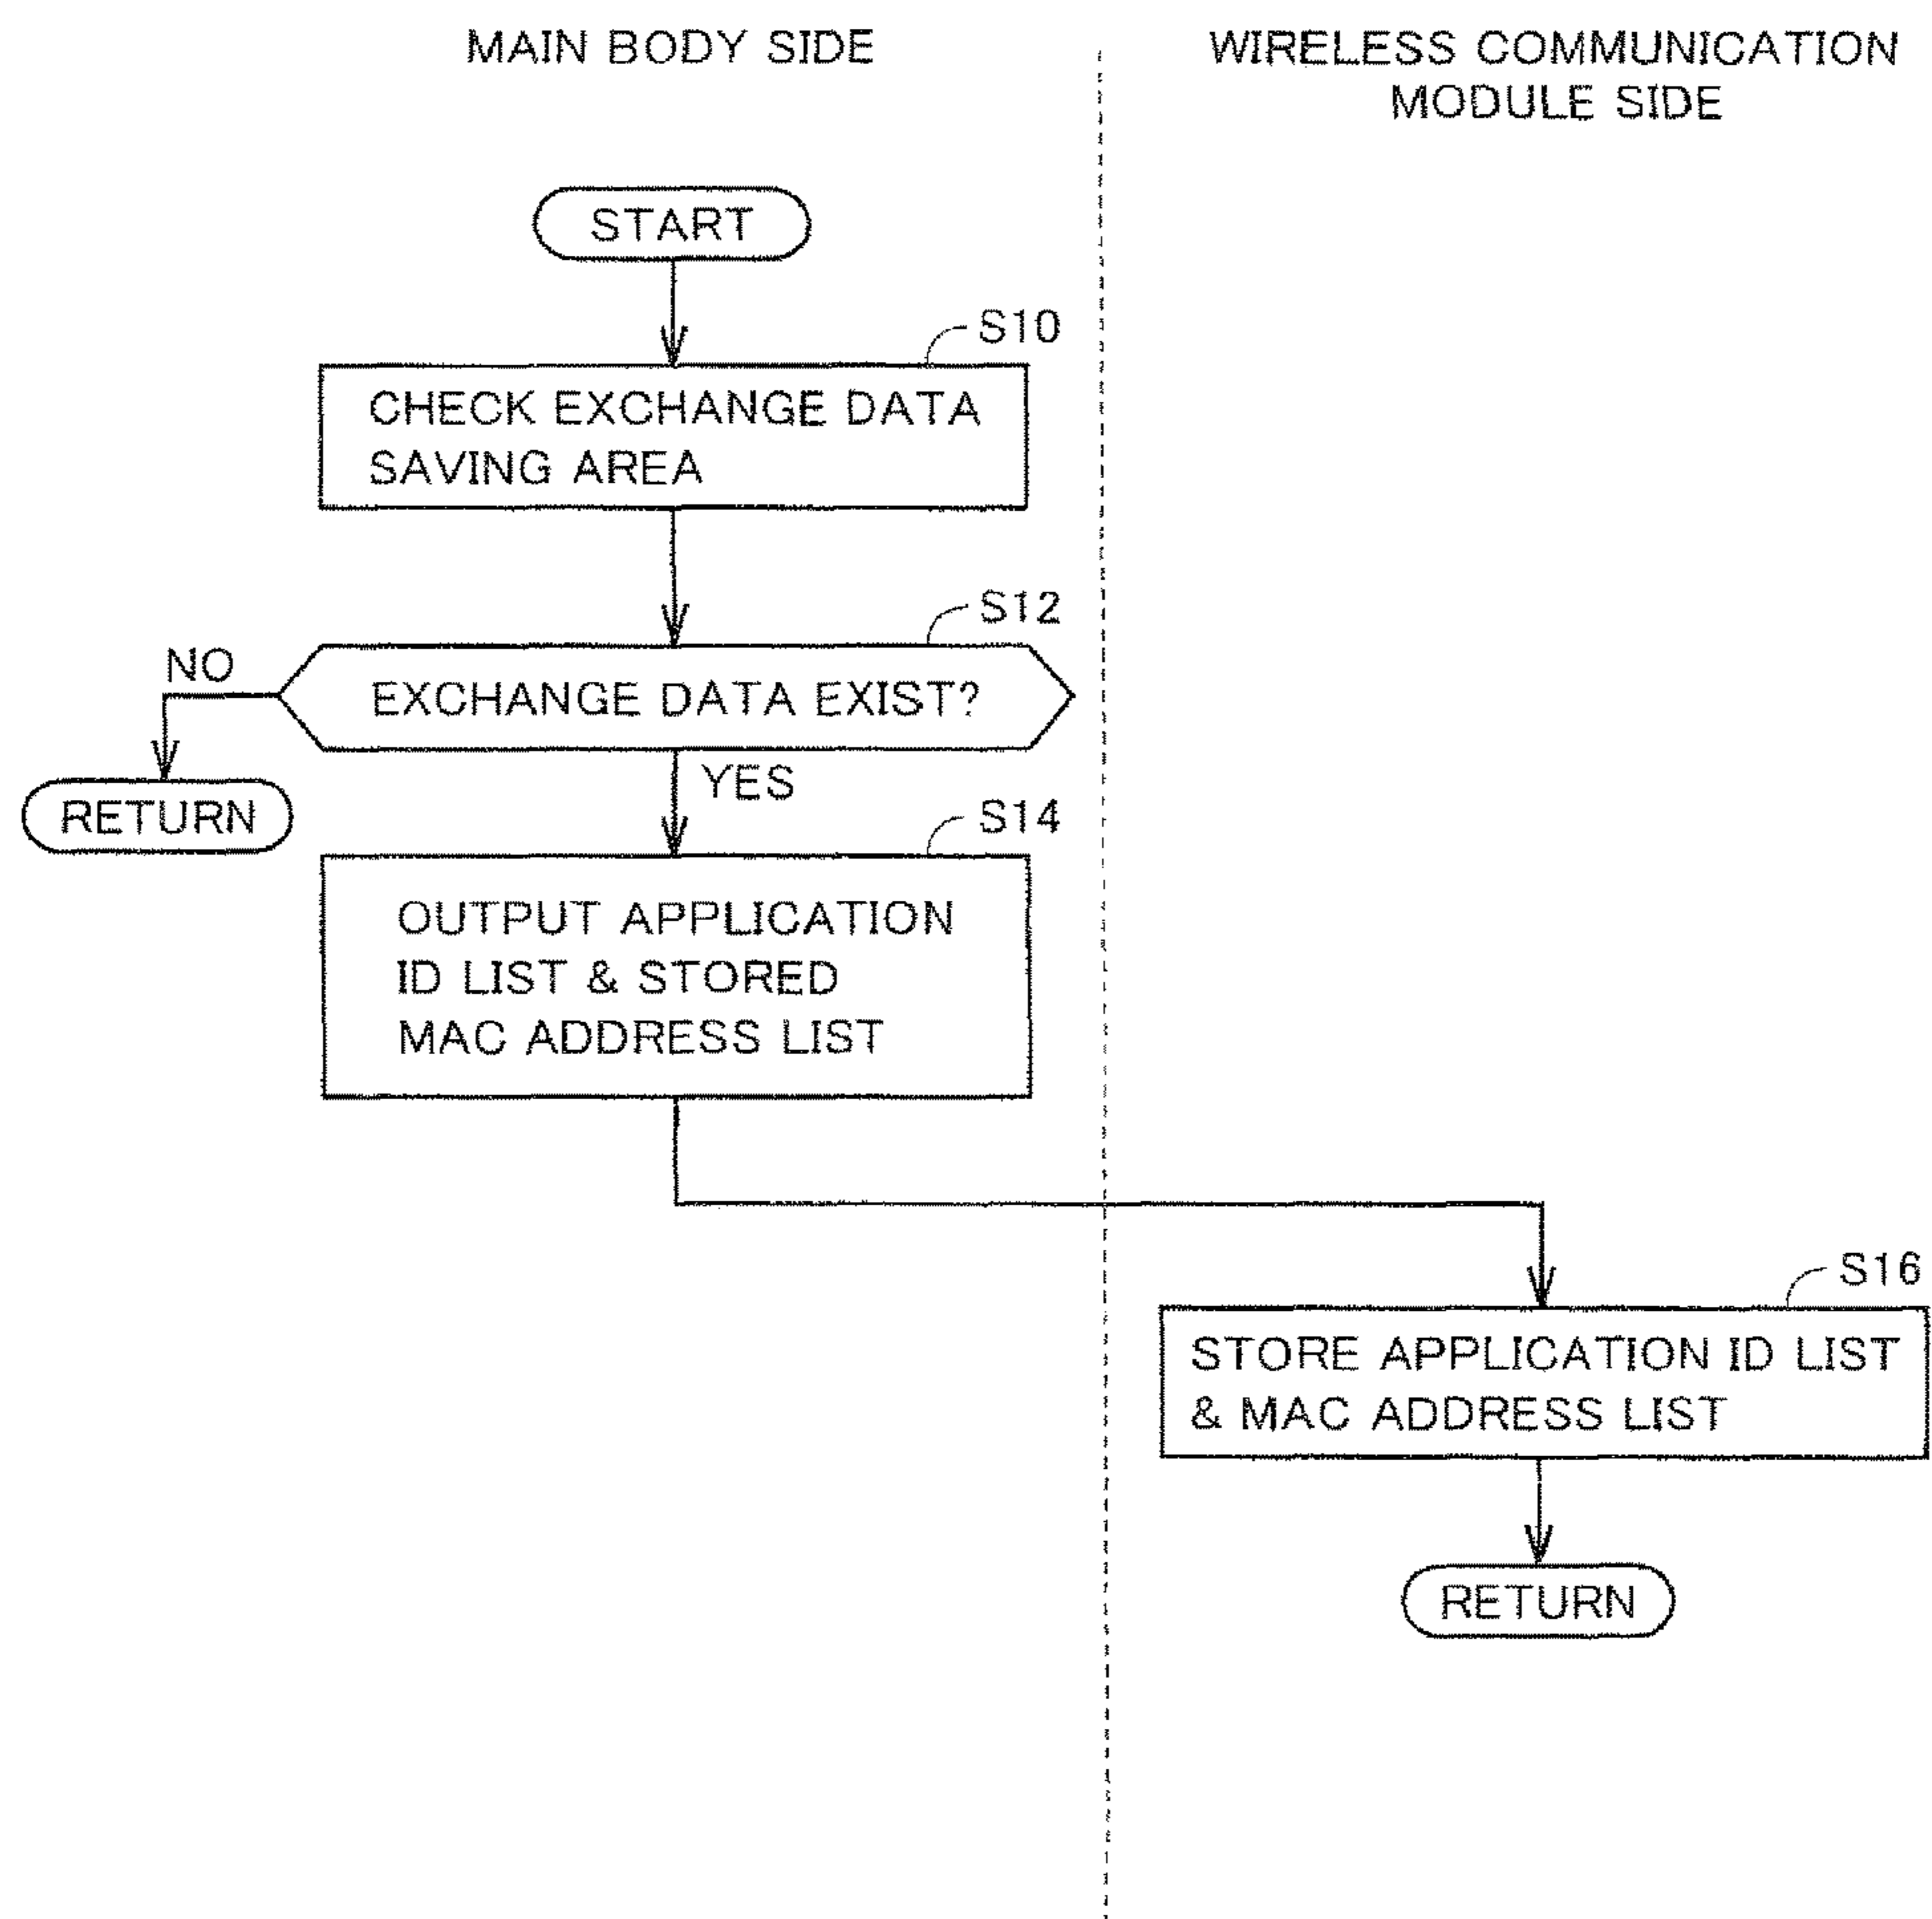 MAIN BODY SIDE
WIRELESS COMMUNICATION
MODULE SIDE
START
S10
CHECK EXCHANGE DATA
SAVING AREA
S12
NO
EXCHANGE DATA EXIST?
YES
RETURN
S14
OUTPUT APPLICATION
ID LIST & STORED
MAC ADDRESS LIST
S16
STORE APPLICATION ID LIST
& MAC ADDRESS LIST
RETURN